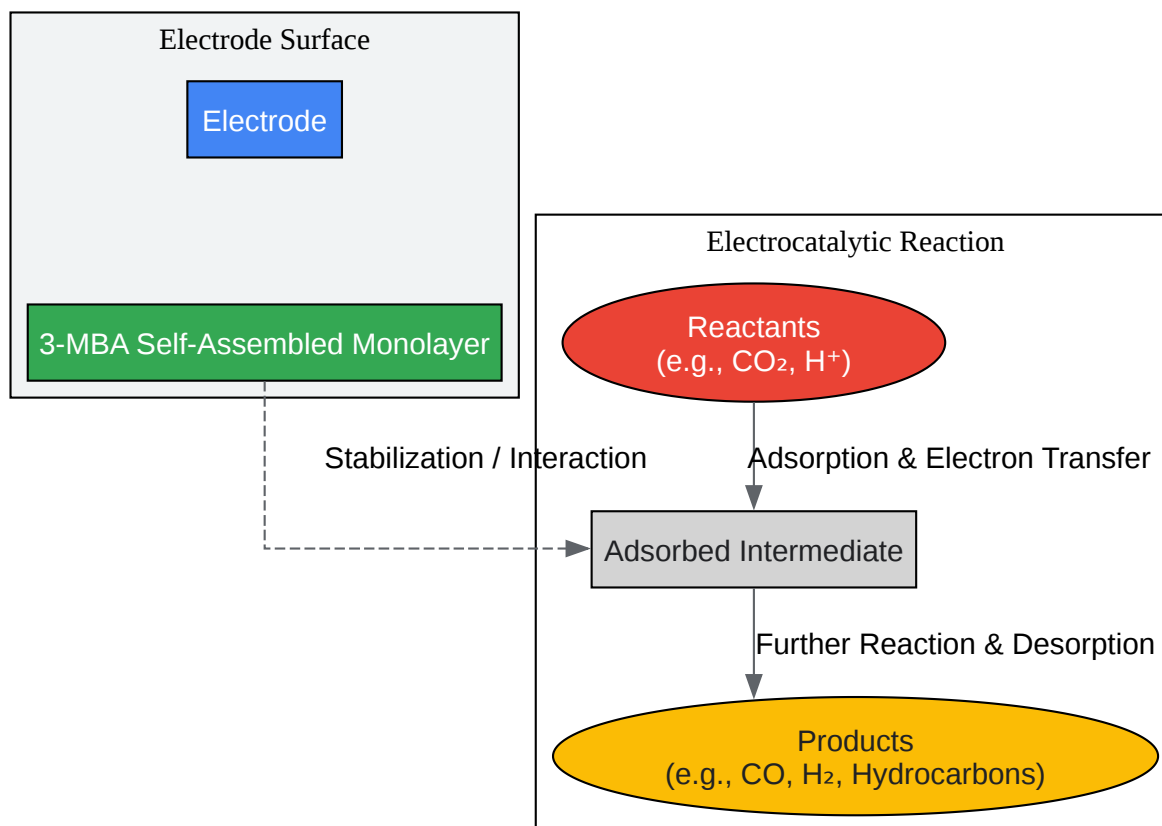 Electrode Surface
Electrode
3-MBA Self-Assembled Monolayer
Electrocatalytic Reaction
Reactants
(e.g., CO₂, H⁺)
Stabilization / Interaction
Adsorption & Electron Transfer
Adsorbed Intermediate
Further Reaction & Desorption
Products
(e.g., CO, H₂, Hydrocarbons)